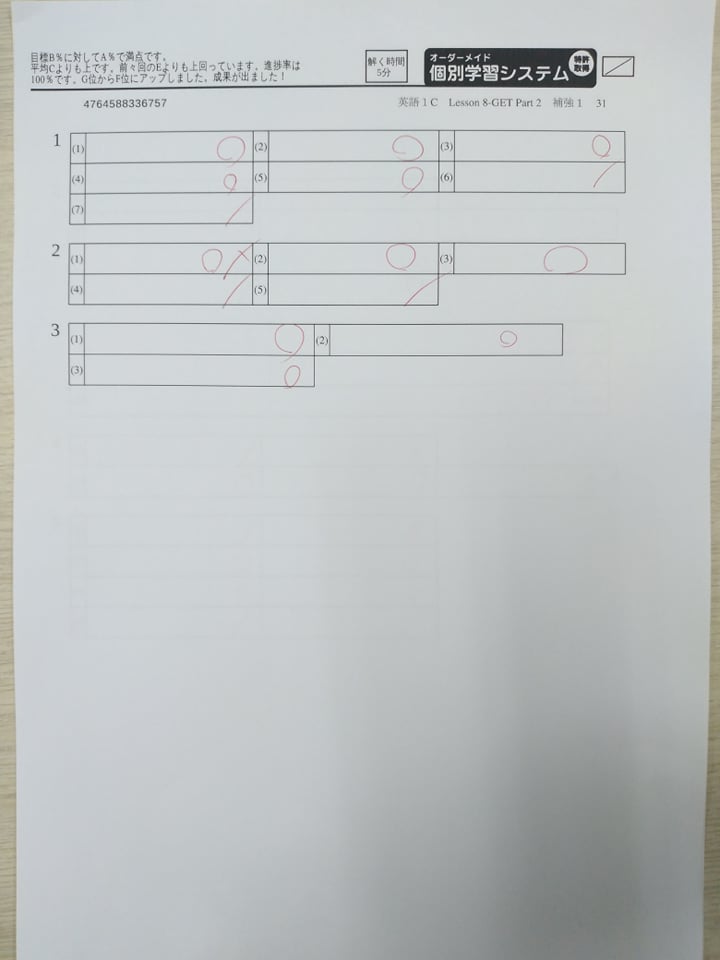 目標B％に対してA％で満点です。
平均Cよりも上です。前々回のEよりも上回っています。進捗率は
100％です。G位からF位にアップしました。成果が出ました！
解く時間
5分
オーダーメイド
個別学習システム
特許
取得
4764588336757
英語1C Lesson 8-GET Part 2 補強1 31
1
(1) (2) (3)
(4) (5) (6)
(7)
2
(1) (2) (3)
(4) (5)
3
(1) (2)
(3)